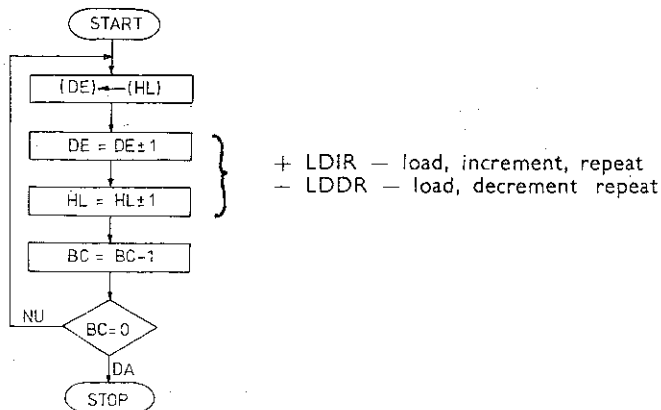 START
(DE)←(HL)
DE = DE±1
HL = HL±1
+ LDIR — load, increment, repeat
− LDDR — load, decrement repeat
BC = BC-1
BC=0
NU
DA
STOP